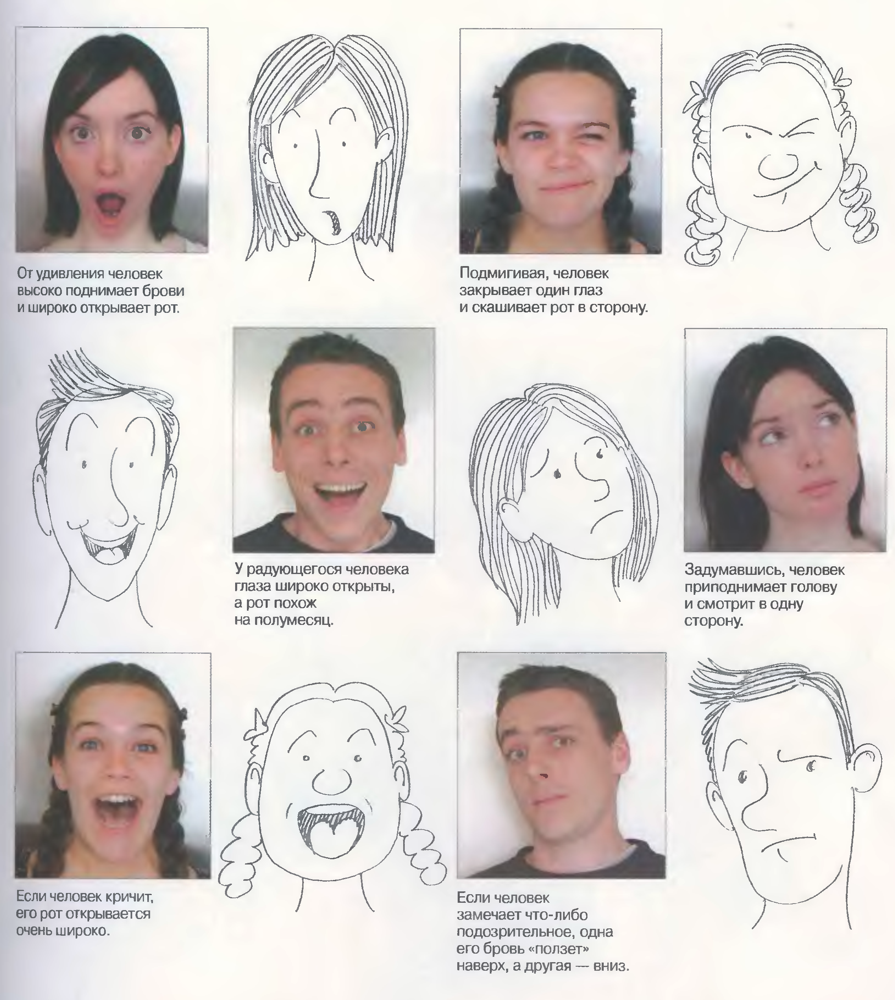 От удивления человек
высоко поднимает брови
и широко открывает рот.
Подмигивая, человек
закрывает один глаз
и скашивает рот в сторону.
У радующегося человека
глаза широко открыты,
а рот похож
на полумесяц.
Задумавшись, человек
приподнимает голову
и смотрит в одну
сторону.
Если человек кричит,
его рот открывается
очень широко.
Если человек
замечает что-либо
подозрительное, одна
его бровь «ползет»
наверх, а другая — вниз.